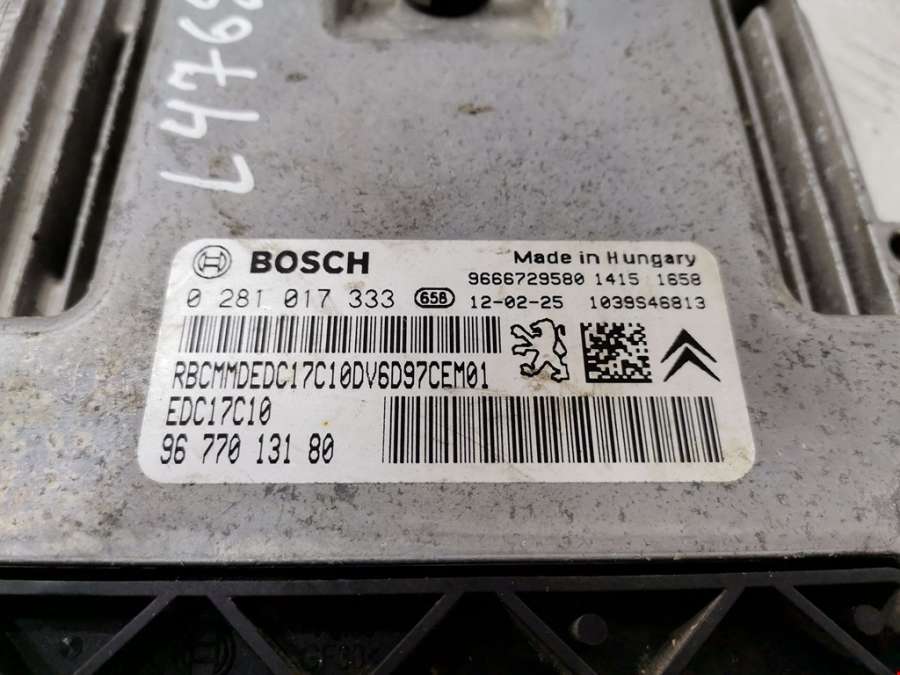 L476
BOSCH
Made in Hungary
9666729580 1415 1658
0 281 017 333 658 12-02-25 1039S46813
RBCMMDEDC17C10DV6D97CEM01
EDC17C10
96 770 131 80